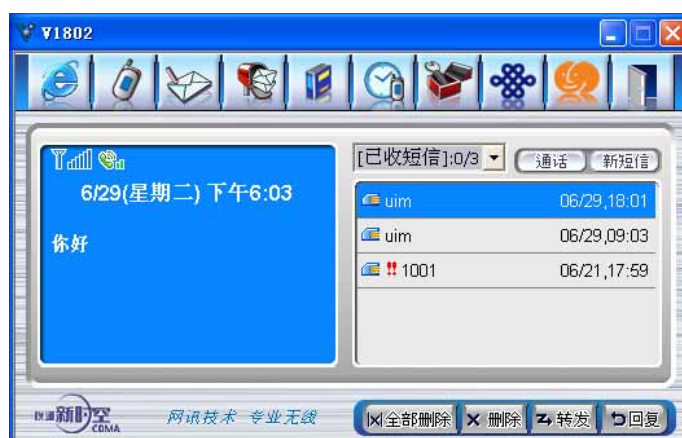 V1802
[已收短信]:0/3
通话
新短信
6/29(星期二) 下午6:03
你好
uim 06/29,18:01
uim 06/29,09:03
!! 1001 06/21,17:59
新时空
CDMA
网讯技术 专业无线
全部删除
删除
转发
回复